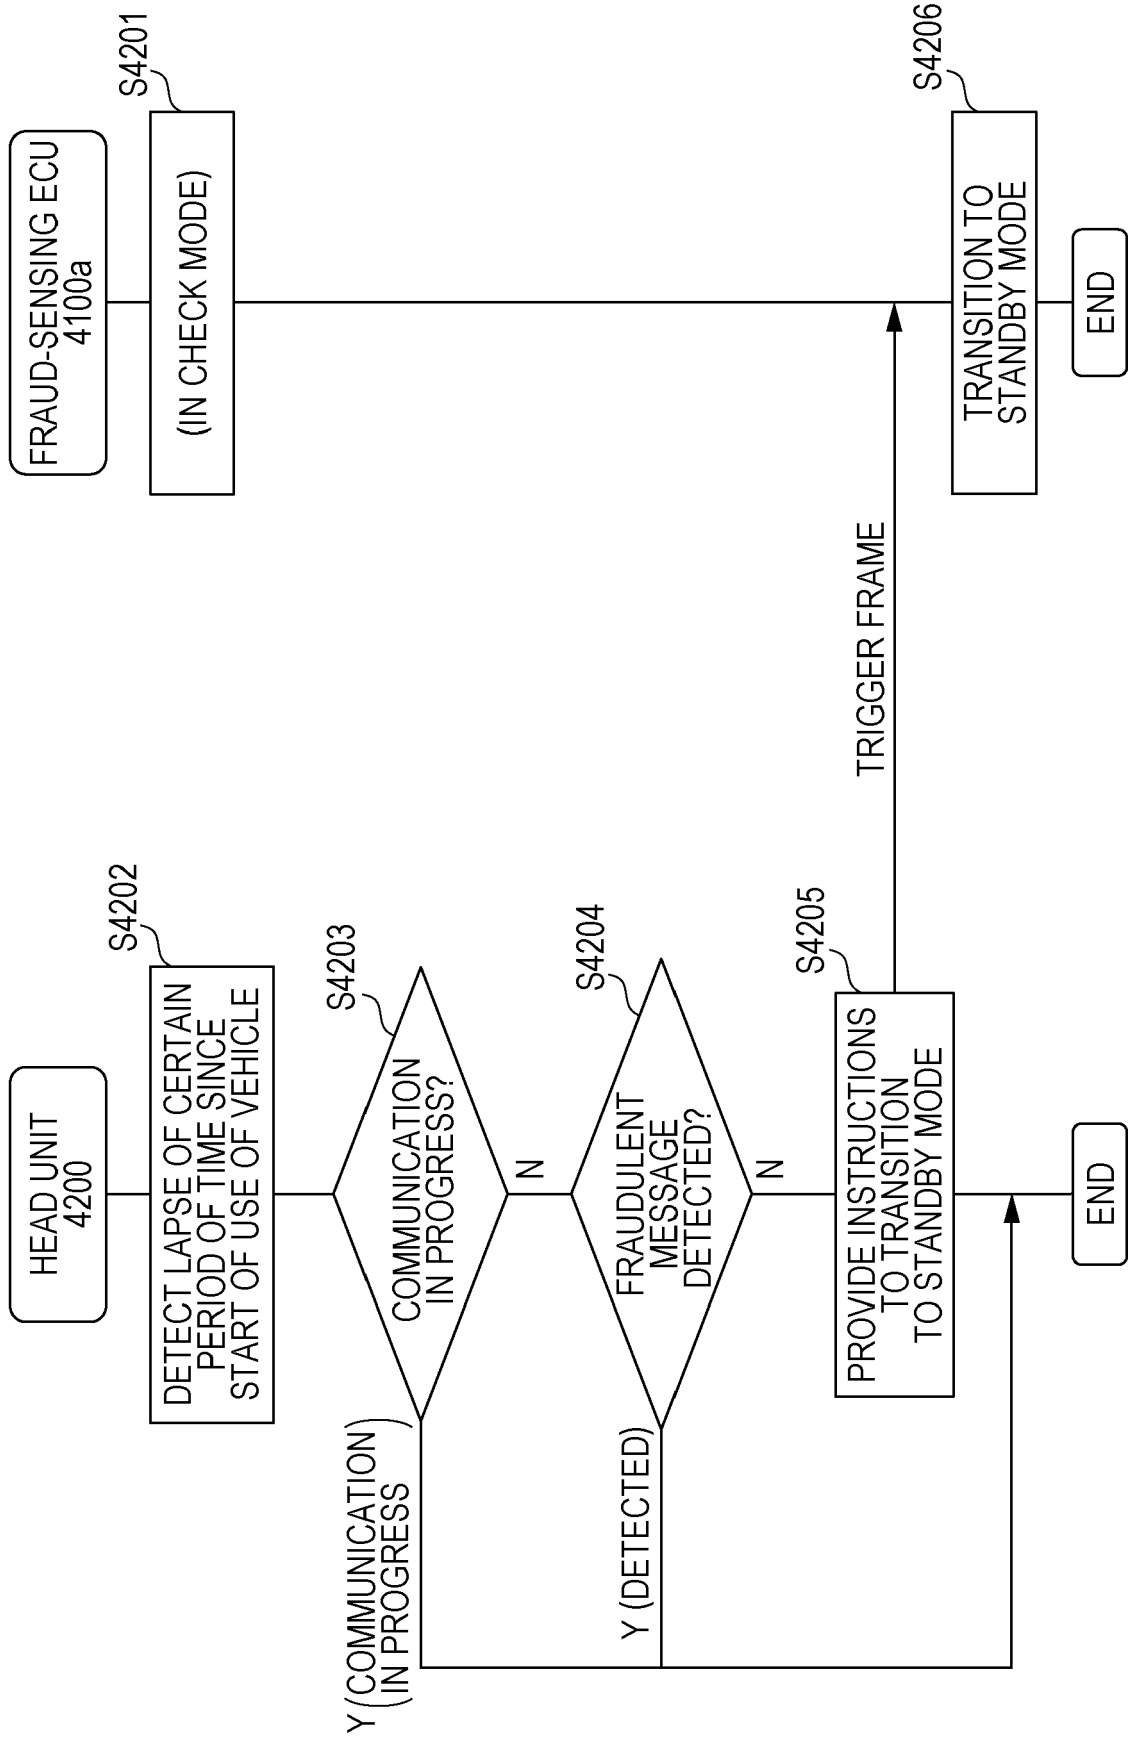 HEAD UNIT
4200
S4202
DETECT LAPSE OF CERTAIN
PERIOD OF TIME SINCE
START OF USE OF VEHICLE
S4203
COMMUNICATION
IN PROGRESS?
Y (COMMUNICATION
IN PROGRESS)
N
S4204
FRAUDULENT
MESSAGE
DETECTED?
Y (DETECTED)
N
S4205
PROVIDE INSTRUCTIONS
TO TRANSITION
TO STANDBY MODE
TRIGGER FRAME
END
FRAUD-SENSING ECU
4100a
S4201
(IN CHECK MODE)
S4206
TRANSITION TO
STANDBY MODE
END